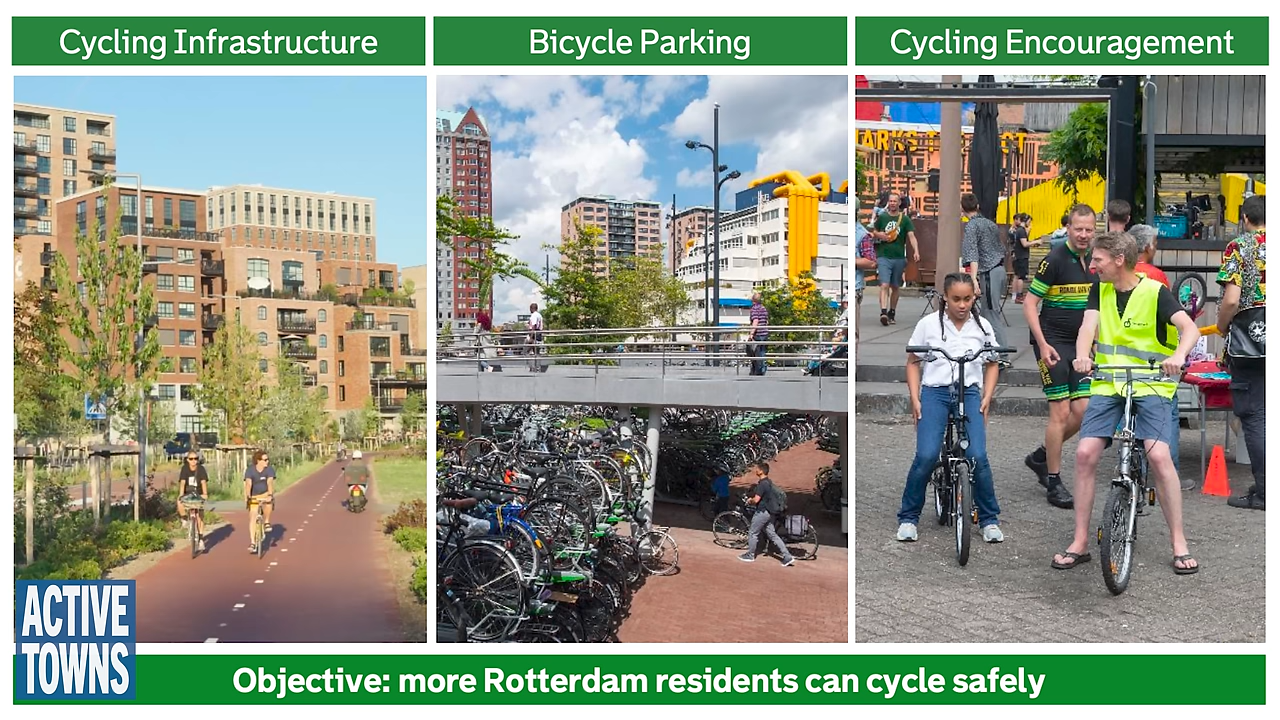 Cycling Infrastructure
Bicycle Parking
Cycling Encouragement
ACTIVE
TOWNS
Objective: more Rotterdam residents can cycle safely